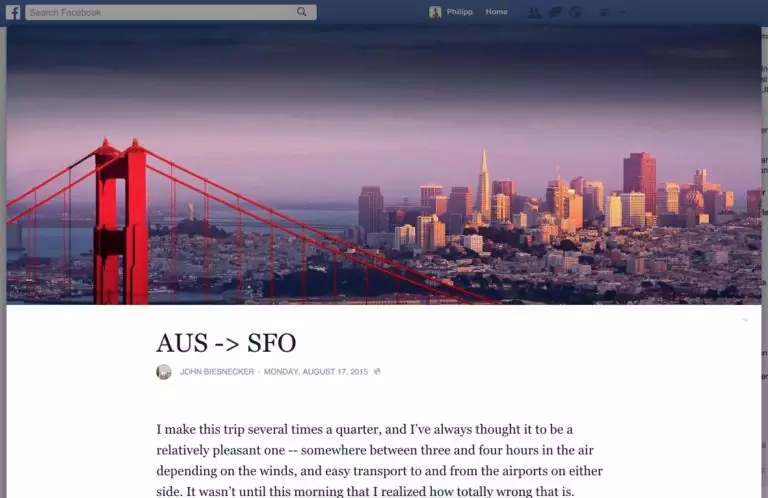 f
Search Facebook
Philipp
Home
AUS -> SFO
JOHN BIESNECKER · MONDAY, AUGUST 17, 2015
I make this trip several times a quarter, and I’ve always thought it to be a
relatively pleasant one -- somewhere between three and four hours in the air
depending on the winds, and easy transport to and from the airports on either
side. It wasn’t until this morning that I realized how totally wrong that is.